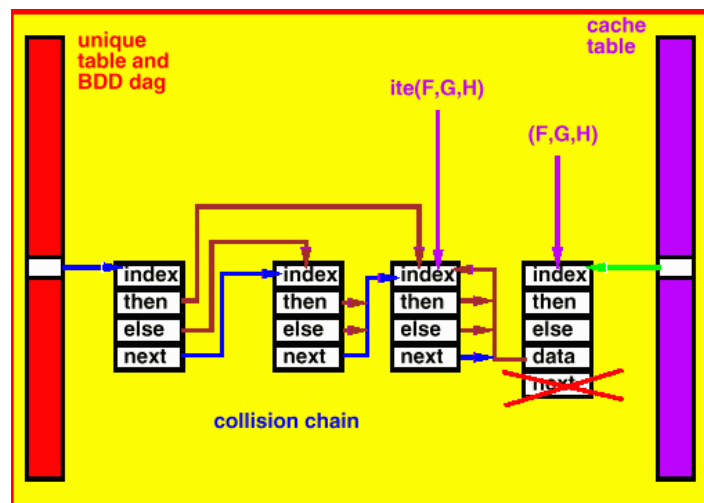 unique
table and
BDD dag
cache
table
ite(F,G,H)
(F,G,H)
index
then
else
next
index
then
else
next
index
then
else
next
index
then
else
data
next
collision chain